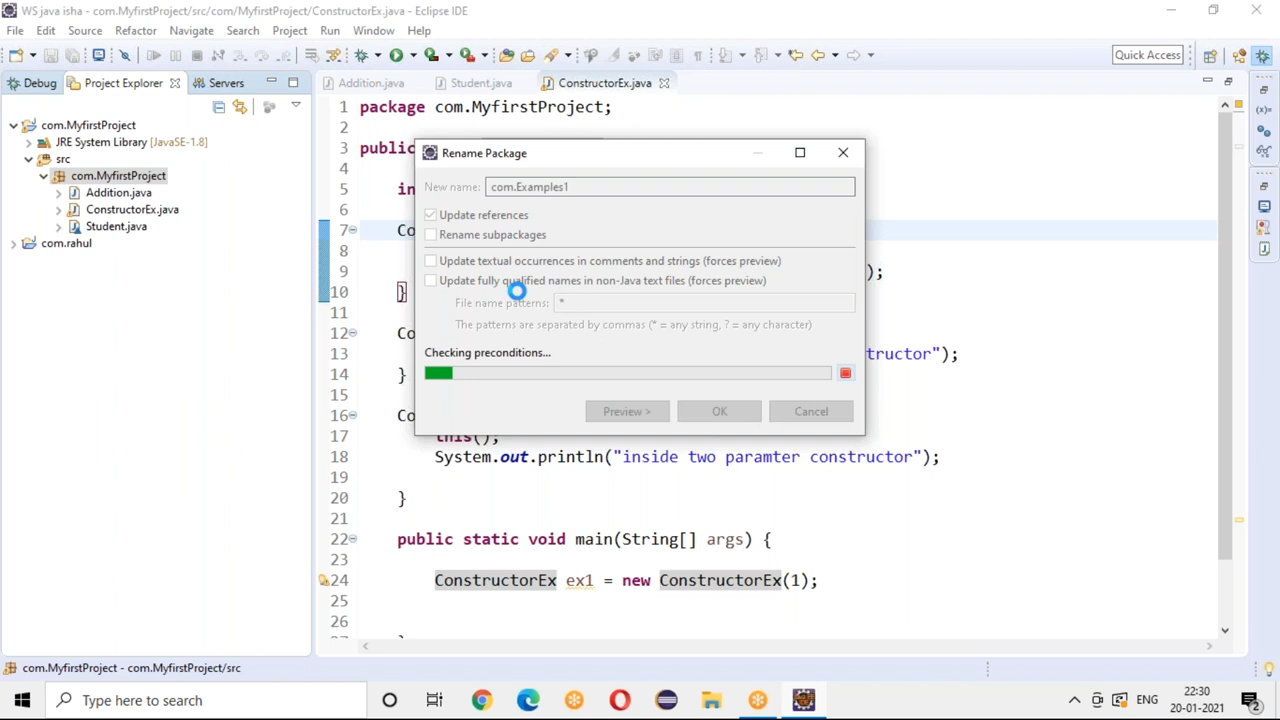 WS java isha - com.MyfirstProject/src/com/MyfirstProject/ConstructorEx.java - Eclipse IDE
File Edit Source Refactor Navigate Search Project Run Window Help
Quick Access
Debug Project Explorer Servers
Addition.java Student.java ConstructorEx.java
com.MyfirstProject
JRE System Library [JavaSE-1.8]
src
com.MyfirstProject
Addition.java
ConstructorEx.java
Student.java
com.rahul
1 package com.MyfirstProject;
2
3 public
4
5 in
6
7 Co
8
9 );
10 }
11
12 Co
13 tructor");
14 }
15
16 Co
17 this();
18 System.out.println("inside two paramter constructor");
19
20 }
21
22 public static void main(String[] args) {
23
24 ConstructorEx ex1 = new ConstructorEx(1);
25
26
Rename Package
New name: com.Examples1
Update references
Rename subpackages
Update textual occurrences in comments and strings (forces preview)
Update fully qualified names in non-Java text files (forces preview)
File name patterns: *
The patterns are separated by commas (* = any string, ? = any character)
Checking preconditions...
Preview > OK Cancel
com.MyfirstProject - com.MyfirstProject/src
Type here to search
ENG
22:30
20-01-2021
2